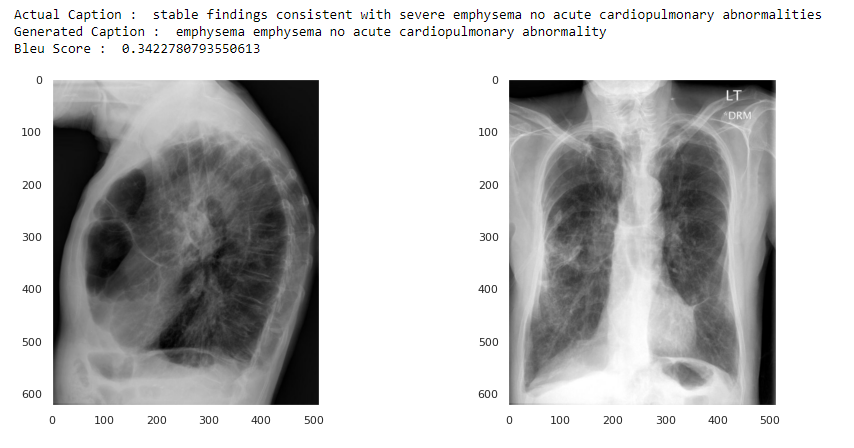 Actual Caption :  stable findings consistent with severe emphysema no acute cardiopulmonary abnormalities
Generated Caption :  emphysema emphysema no acute cardiopulmonary abnormality
Bleu Score :  0.3422780793550613
0
100
200
300
400
500
600
0 100 200 300 400 500
0
100
200
300
400
500
600
LT
*DRM
0 100 200 300 400 500